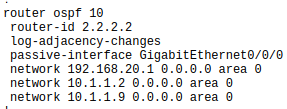 router ospf 10
router-id 2.2.2.2
log-adjacency-changes
passive-interface GigabitEthernet0/0/0
network 192.168.20.1 0.0.0.0 area 0
network 10.1.1.2 0.0.0.0 area 0
network 10.1.1.9 0.0.0.0 area 0